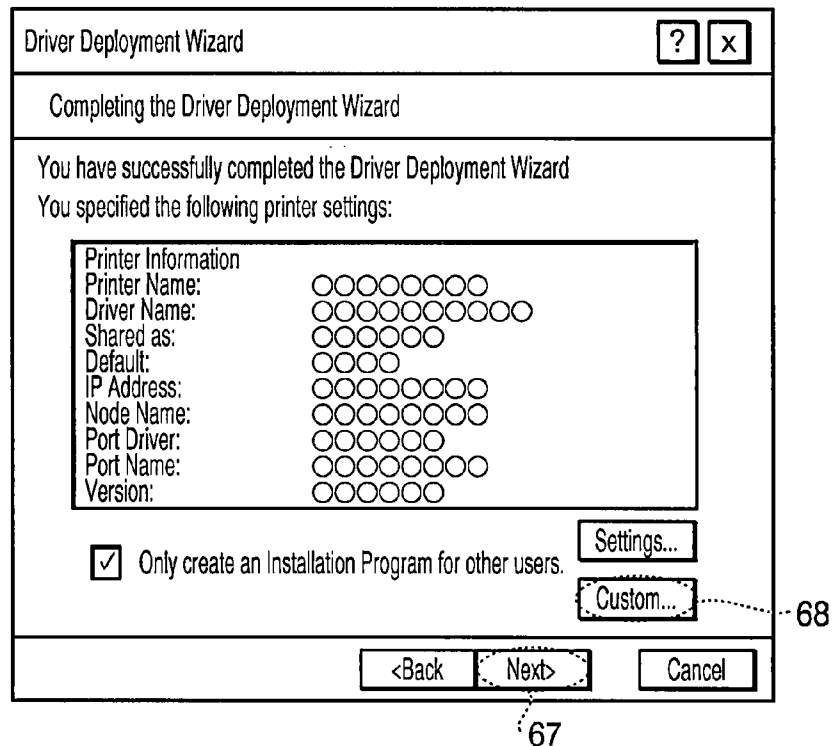 Driver Deployment Wizard ? x
Completing the Driver Deployment Wizard
You have successfully completed the Driver Deployment Wizard
You specified the following printer settings:
Printer Information
Printer Name: ○○○○○○○○
Driver Name: ○○○○○○○○○○
Shared as: ○○○○○○
Default: ○○○○
IP Address: ○○○○○○○○
Node Name: ○○○○○○○○
Port Driver: ○○○○○○
Port Name: ○○○○○○○○
Version: ○○○○○○
Settings...
✓ Only create an Installation Program for other users.
Custom... 68
<Back Next> Cancel
67